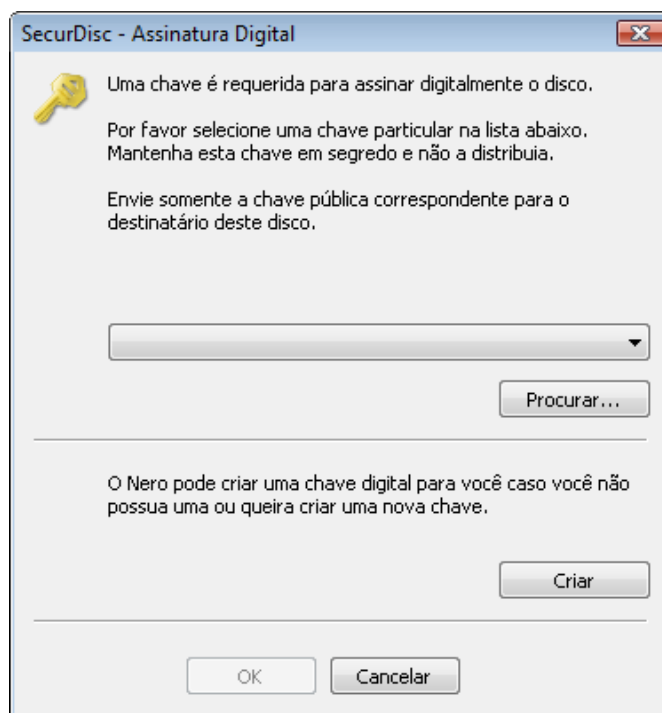 SecurDisc - Assinatura Digital
Uma chave é requerida para assinar digitalmente o disco.
Por favor selecione uma chave particular na lista abaixo.
Mantenha esta chave em segredo e não a distribuia.
Envie somente a chave pública correspondente para o
destinatário deste disco.
Procurar...
O Nero pode criar uma chave digital para você caso você não
possua uma ou queira criar uma nova chave.
Criar
OK
Cancelar